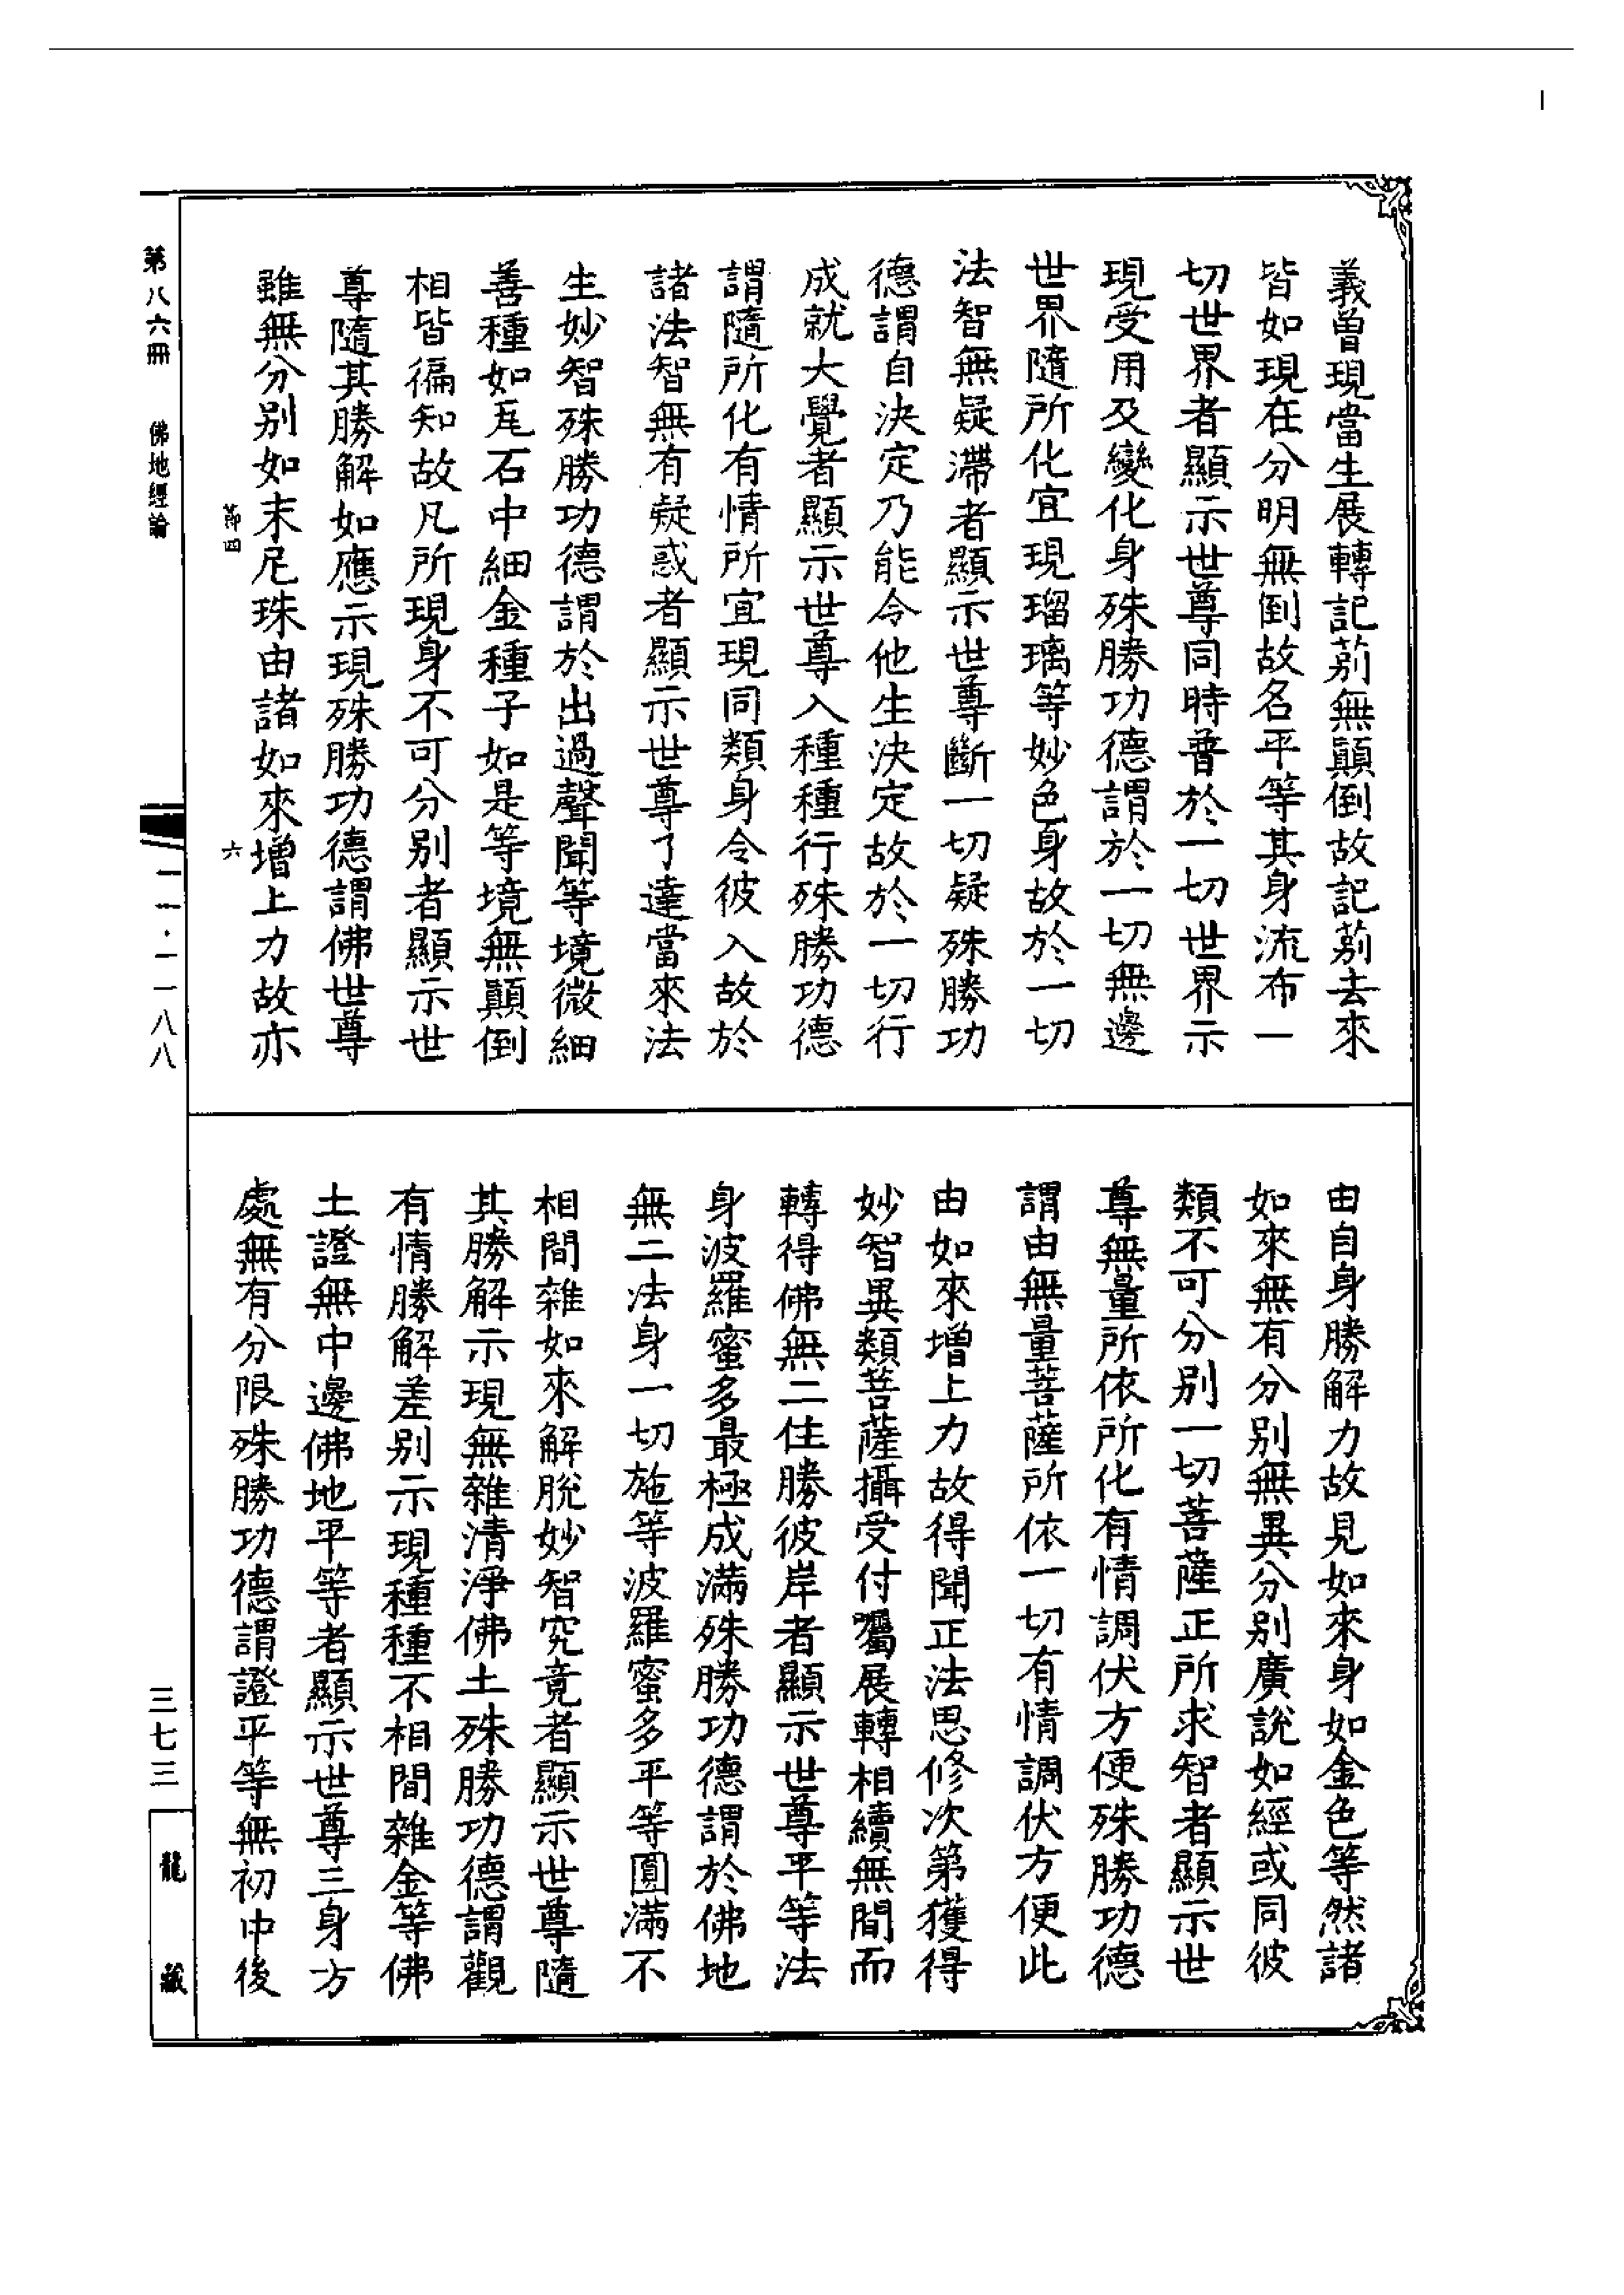 義曾現當生展轉記莂無顛倒故記莂去來
皆如現在分明無倒故名平等其身流布一
切世界者顯示世尊同時普於一切世界示
現受用及變化身殊勝功德謂於一切無邊
世界隨所化宜現瑠璃等妙色身故於一切
法智無疑滯者顯示世尊斷一切疑殊勝功
德謂自決定乃能令他生決定故於一切行
成就大覺者顯示世尊入種種行殊勝功德
謂隨所化有情所宜現同類身令彼入故於
諸法智無有疑惑者顯示世尊了達當來法
生妙智殊勝功德謂於出過聲聞等境微細
善種如瓦石中細金種子如是等境無顛倒
相皆徧知故凡所現身不可分別者顯示世
尊隨其勝解如應示現殊勝功德謂佛世尊
雖無分別如末尼珠由諸如來增上力故亦
節四
六
由自身勝解力故見如來身如金色等然諸
如來無有分別無異分別廣說如經或同彼
類不可分別一切菩薩正所求智者顯示世
尊無量所依所化有情調伏方便殊勝功德
謂由無量菩薩所依一切有情調伏方便此
由如來增上力故得聞正法思修次第獲得
妙智異類菩薩攝受付囑展轉相續無間而
轉得佛無二住勝彼岸者顯示世尊平等法
身波羅蜜多最極成滿殊勝功德謂於佛地
無二法身一切施等波羅蜜多平等圓滿不
相間雜如來解脫妙智究竟者顯示世尊隨
其勝解示現無雜清淨佛土殊勝功德謂觀
有情勝解差別示現種種不相間雜金等佛
土證無中邊佛地平等者顯示世尊三身方
處無有分限殊勝功德謂證平等無初中後
第八六冊
佛地經論
一一·一一八八
三七三
龍藏